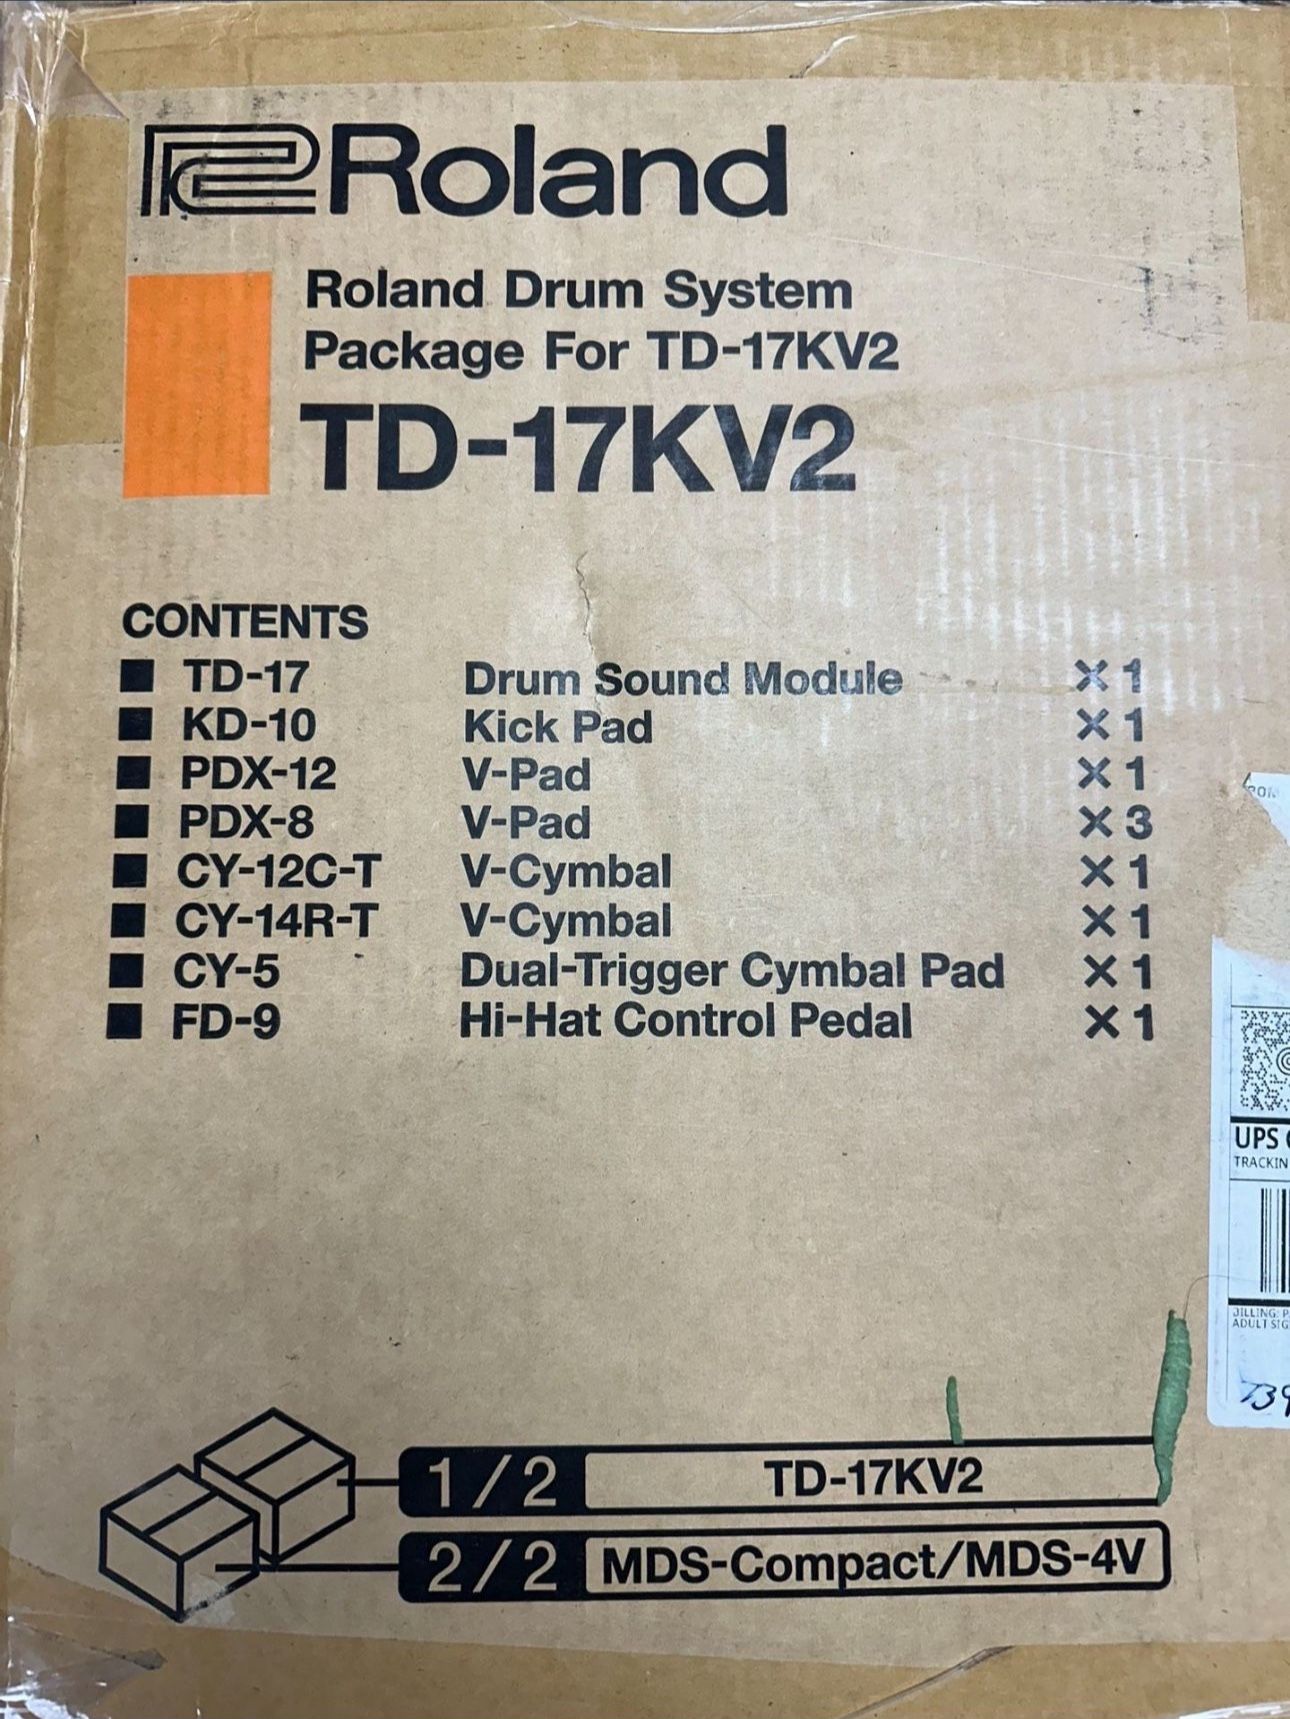 Roland
Roland Drum System
Package For TD-17KV2
TD-17KV2
CONTENTS
■ TD-17 Drum Sound Module ×1
■ KD-10 Kick Pad ×1
■ PDX-12 V-Pad ×1
■ PDX-8 V-Pad ×3
■ CY-12C-T V-Cymbal ×1
■ CY-14R-T V-Cymbal ×1
■ CY-5 Dual-Trigger Cymbal Pad ×1
■ FD-9 Hi-Hat Control Pedal ×1
UPS
1/2 TD-17KV2
2/2 MDS-Compact/MDS-4V